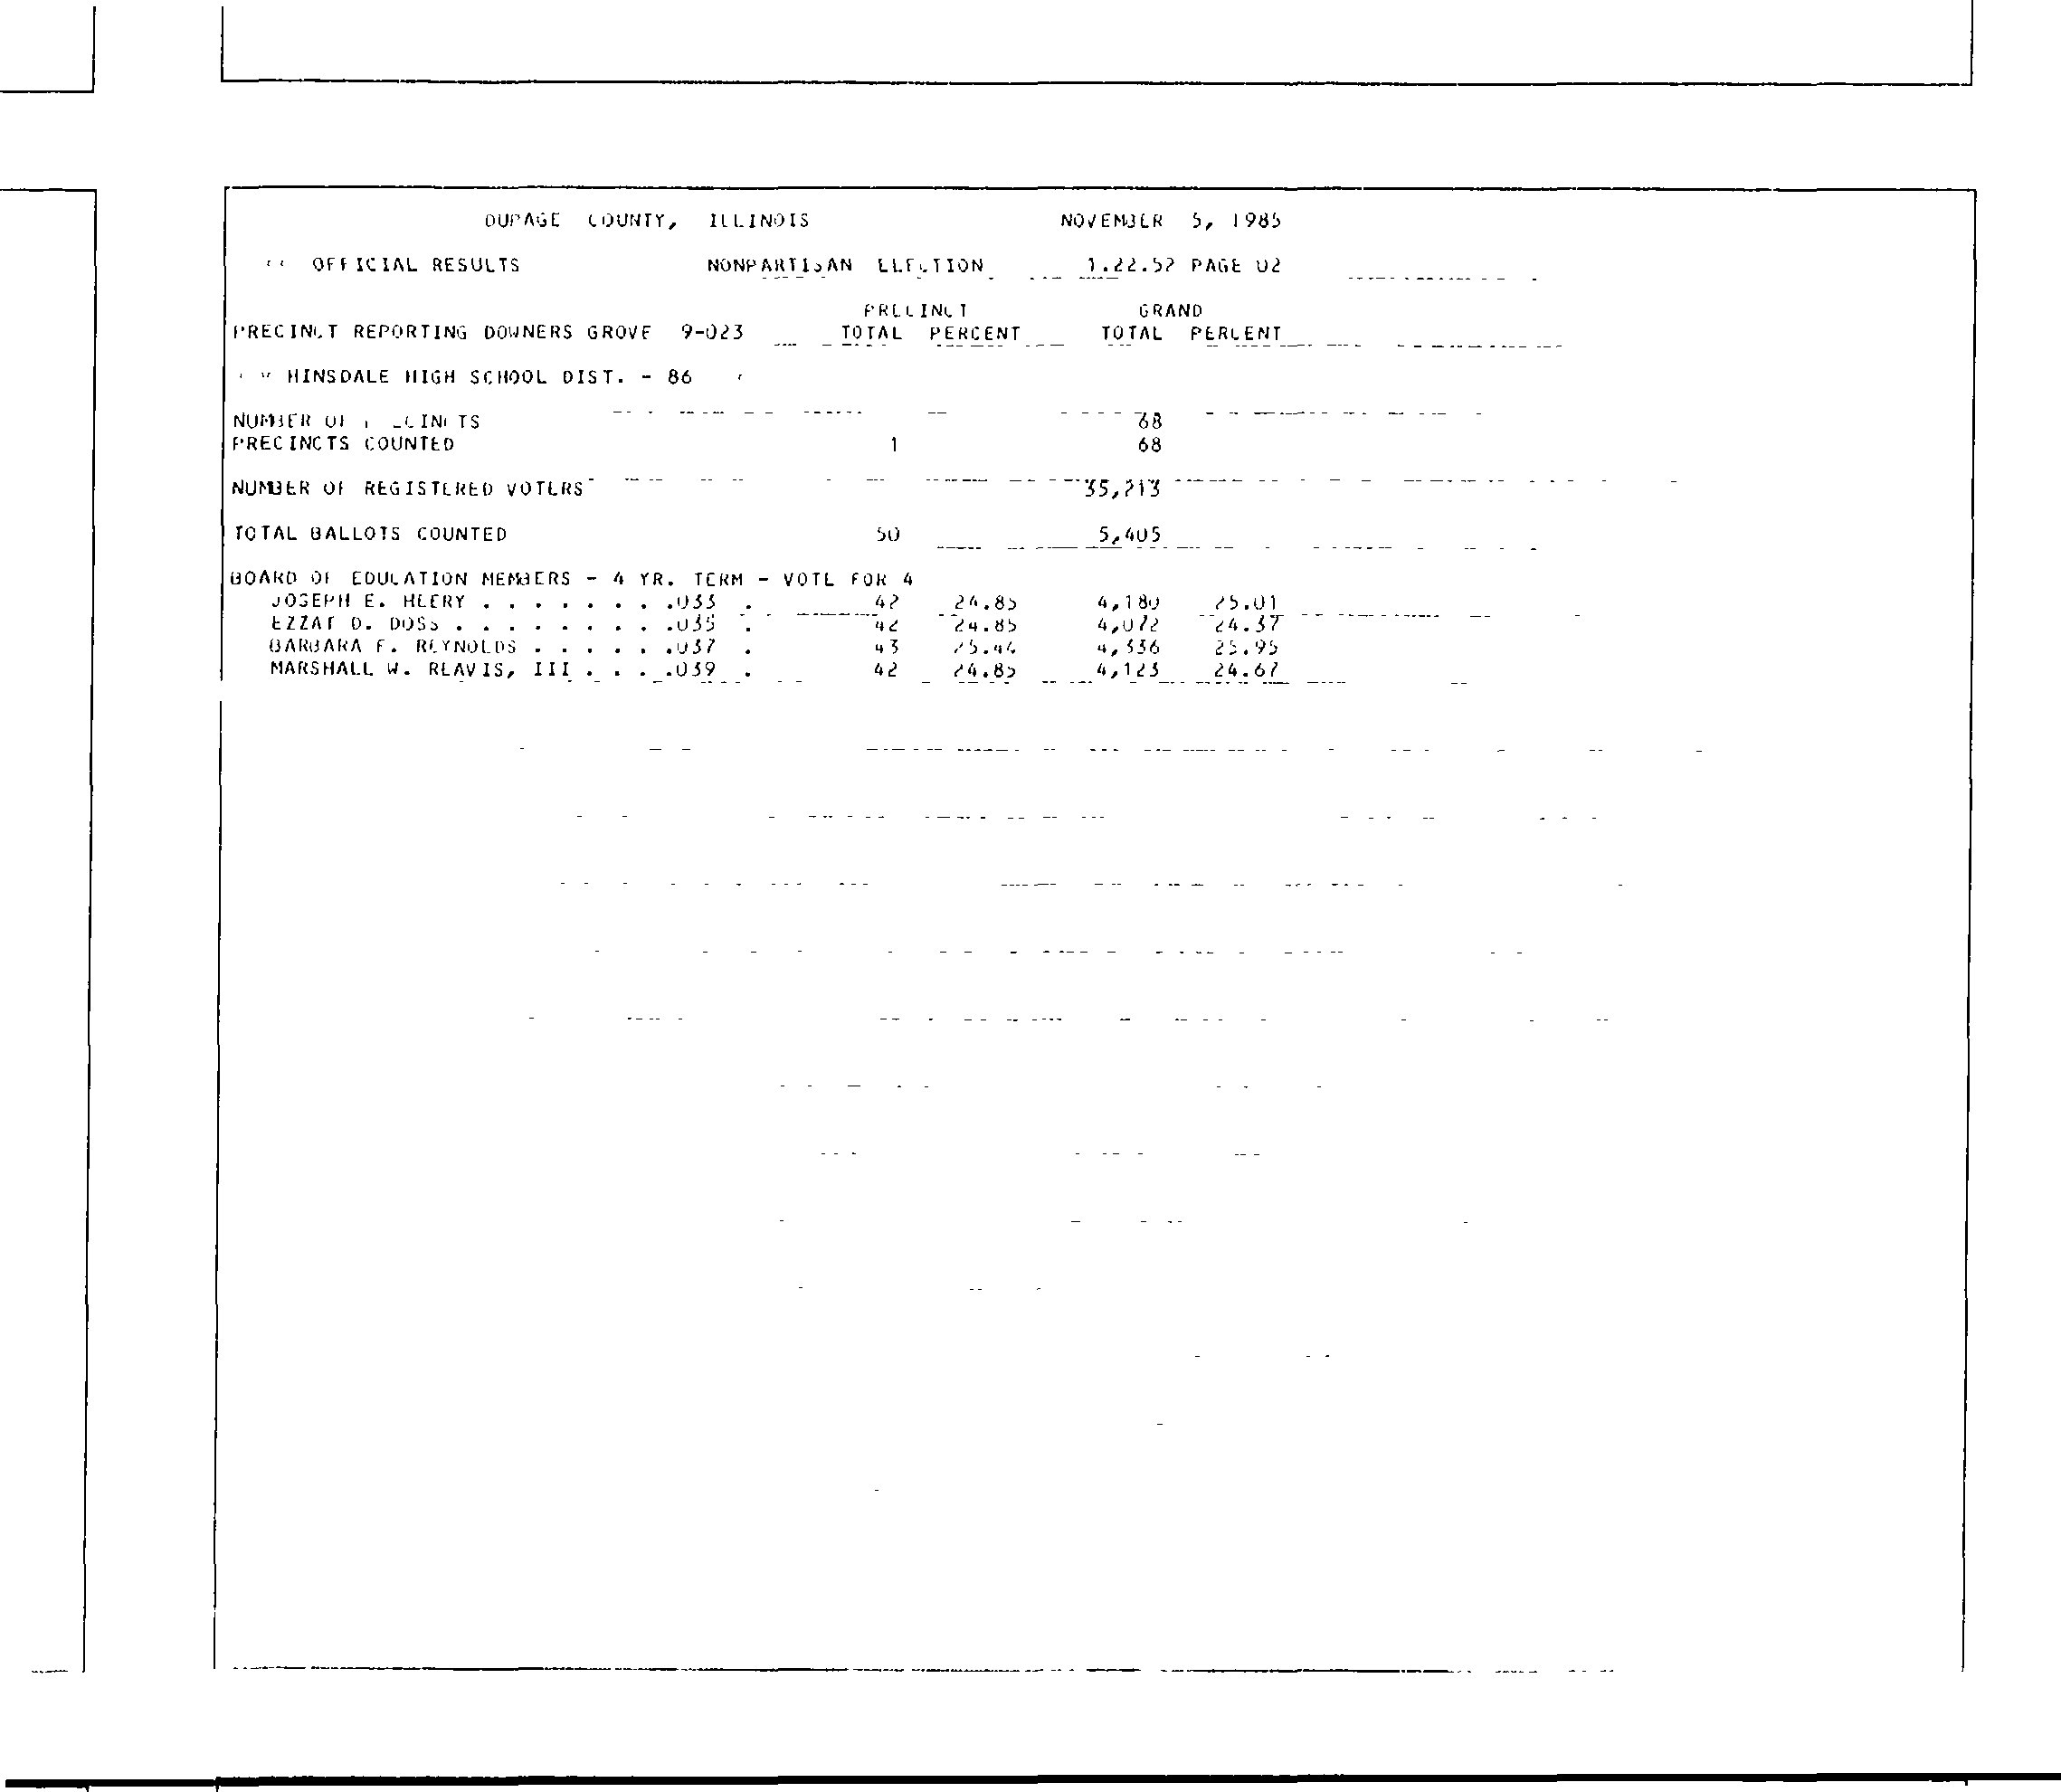 DUPAGE COUNTY, ILLINOIS NOVEMBER 5, 1985
OFFICIAL RESULTS NONPARTISAN ELECTION 1.22.52 PAGE 02
PRECINCT GRAND
PRECINCT REPORTING DOWNERS GROVE 9-023 TOTAL PERCENT TOTAL PERCENT
HINSDALE HIGH SCHOOL DIST. - 86
NUMBER OF PRECINCTS 68
PRECINCTS COUNTED 1 68
NUMBER OF REGISTERED VOTERS 35,213
TOTAL BALLOTS COUNTED 50 5,405
BOARD OF EDUCATION MEMBERS - 4 YR. TERM - VOTE FOR 4
JOSEPH E. HEERY . . . . . . . .033 . 42 24.85 4,180 25.01
EZZAT D. DOSS . . . . . . . . .035 . 42 24.85 4,072 24.37
BARBARA F. REYNOLDS . . . . . .037 . 43 25.44 4,336 25.95
MARSHALL W. REAVIS, III . . . .039 . 42 24.85 4,123 24.67